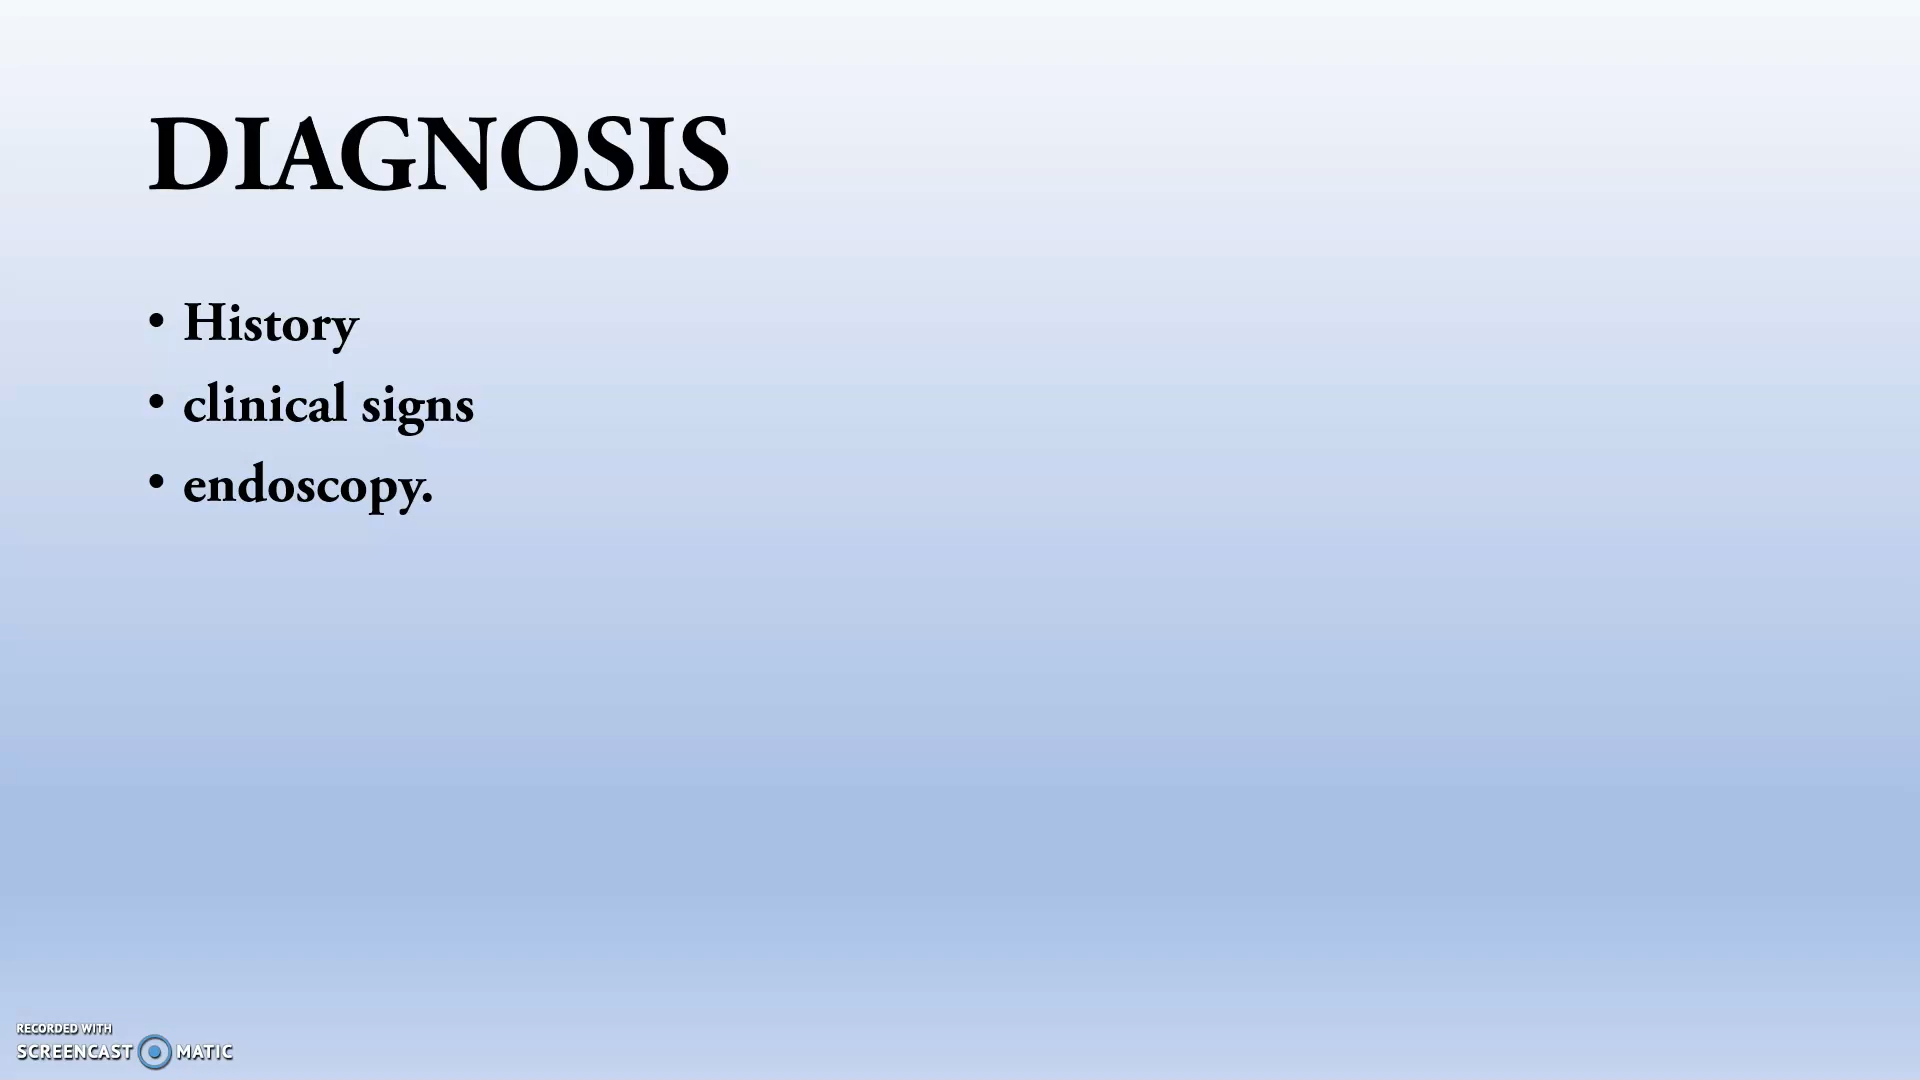 DIAGNOSIS
• History
• clinical signs
• endoscopy.
RECORDED WITH
SCREENCAST MATIC